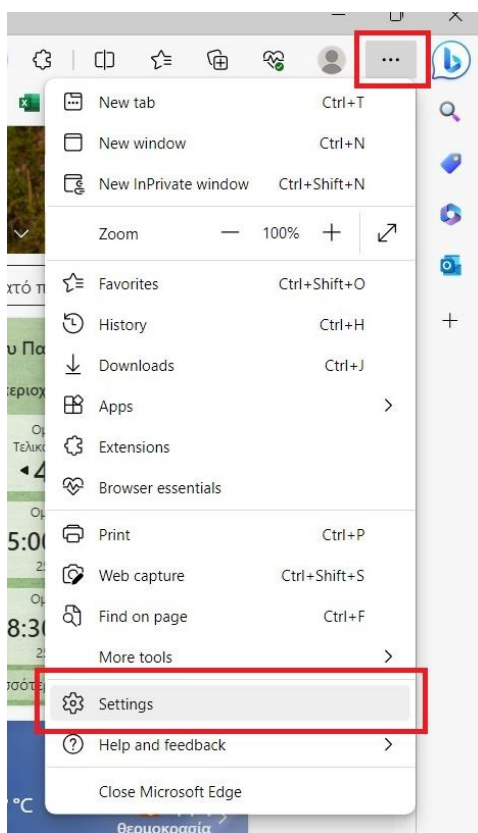 New tab Ctrl+T
New window Ctrl+N
New InPrivate window Ctrl+Shift+N
Zoom — 100% +
Favorites Ctrl+Shift+O
History Ctrl+H
Downloads Ctrl+J
Apps
Extensions
Browser essentials
Print Ctrl+P
Web capture Ctrl+Shift+S
Find on page Ctrl+F
More tools
Settings
Help and feedback
Close Microsoft Edge
°C
θερμοκρασία